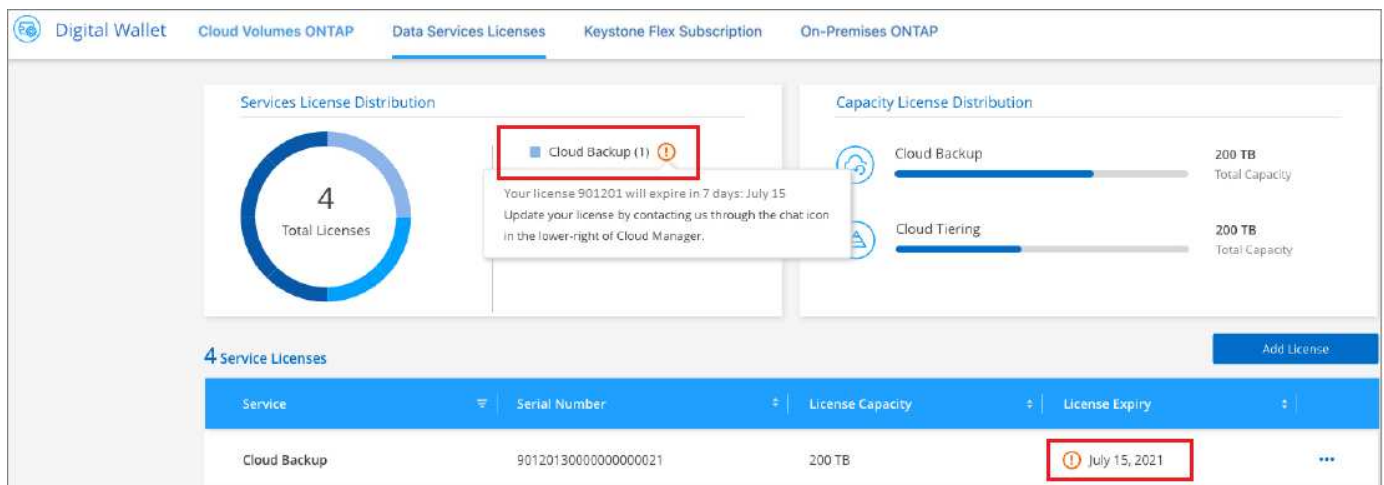 Digital Wallet
Cloud Volumes ONTAP
Data Services Licenses
Keystone Flex Subscription
On-Premises ONTAP
Services License Distribution
4
Total Licenses
Cloud Backup (1)
Your license 901201 will expire in 7 days: July 15
Update your license by contacting us through the chat icon
in the lower-right of Cloud Manager.
Capacity License Distribution
Cloud Backup
200 TB
Total Capacity
Cloud Tiering
200 TB
Total Capacity
4 Service Licenses
Add License
Service
Serial Number
License Capacity
License Expiry
Cloud Backup
90120130000000000021
200 TB
July 15, 2021